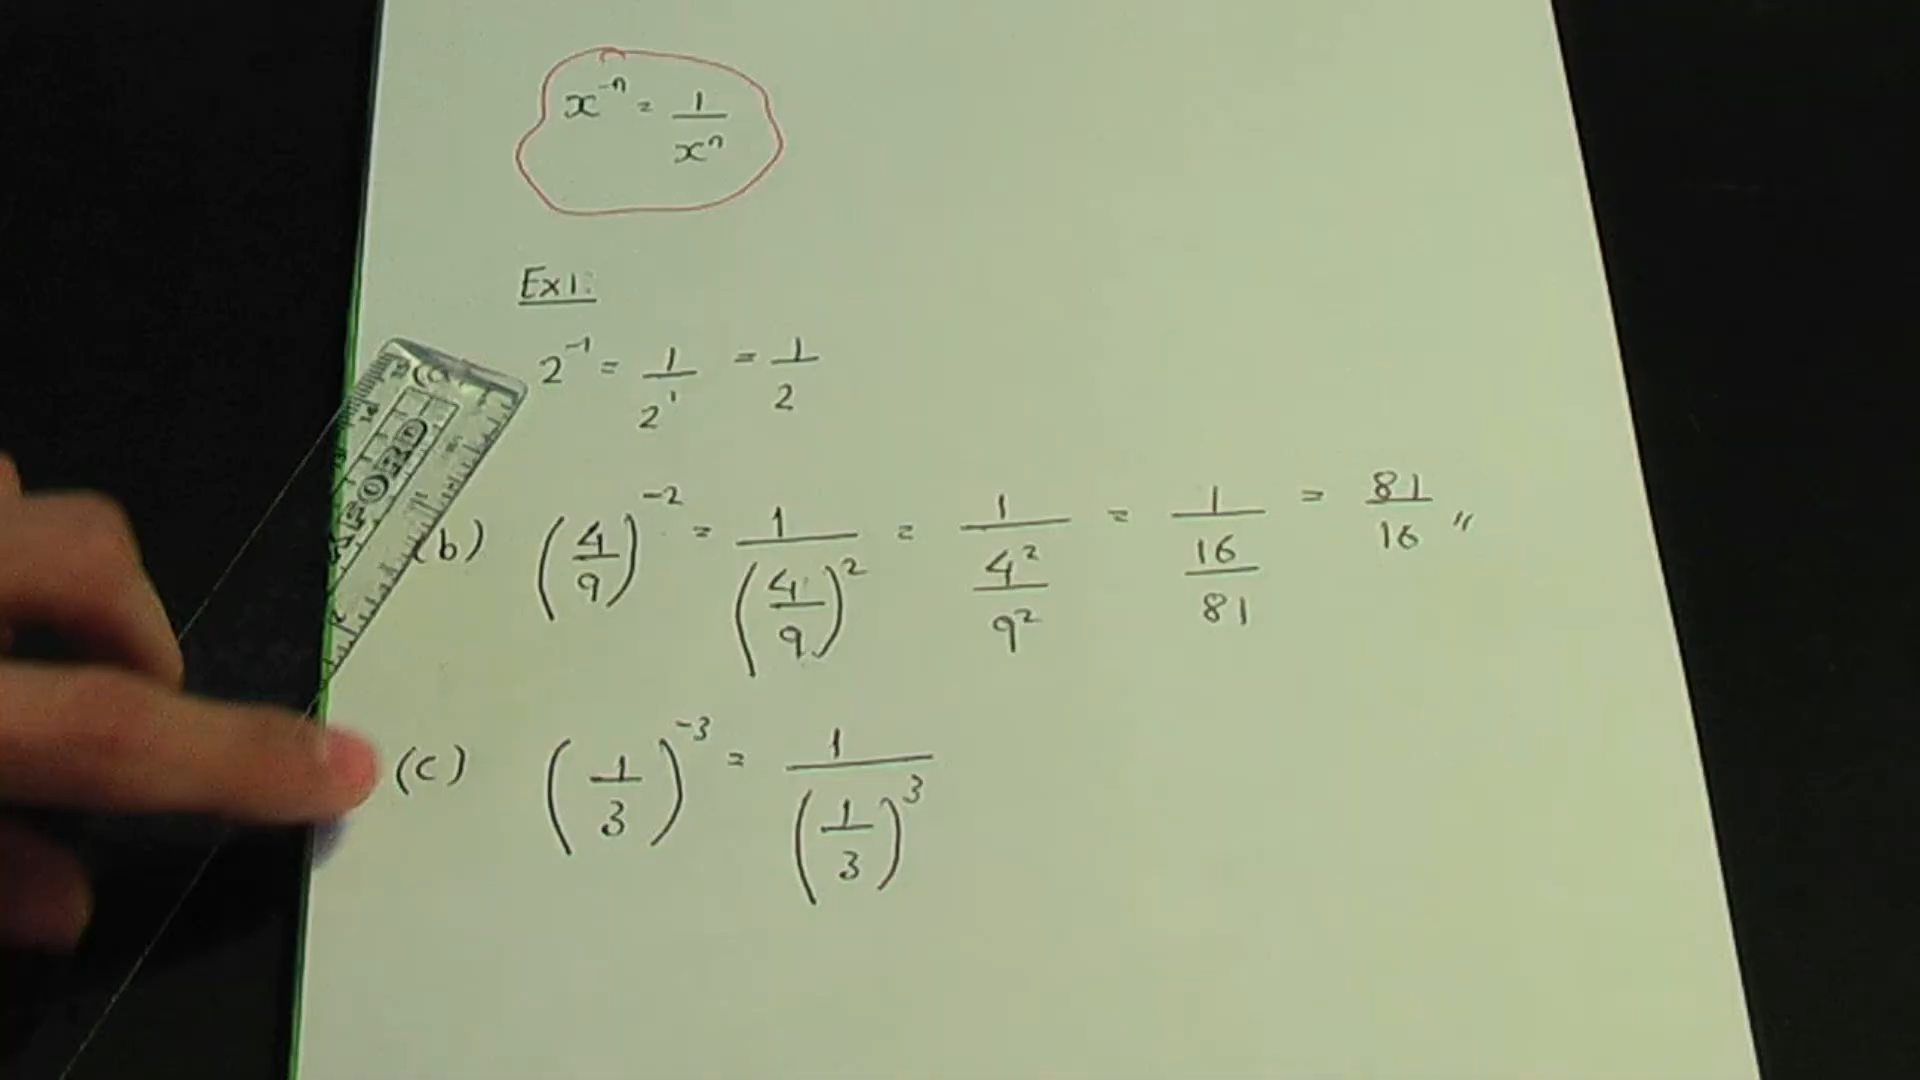 x⁻ⁿ = 1/xⁿ
Ex1:
(a) 2⁻¹ = 1/2¹ = 1/2
(b) (4/9)⁻² = 1/(4/9)² = 1/(4²/9²) = 1/(16/81) = 81/16 "
(c) (1/3)⁻³ = 1/(1/3)³